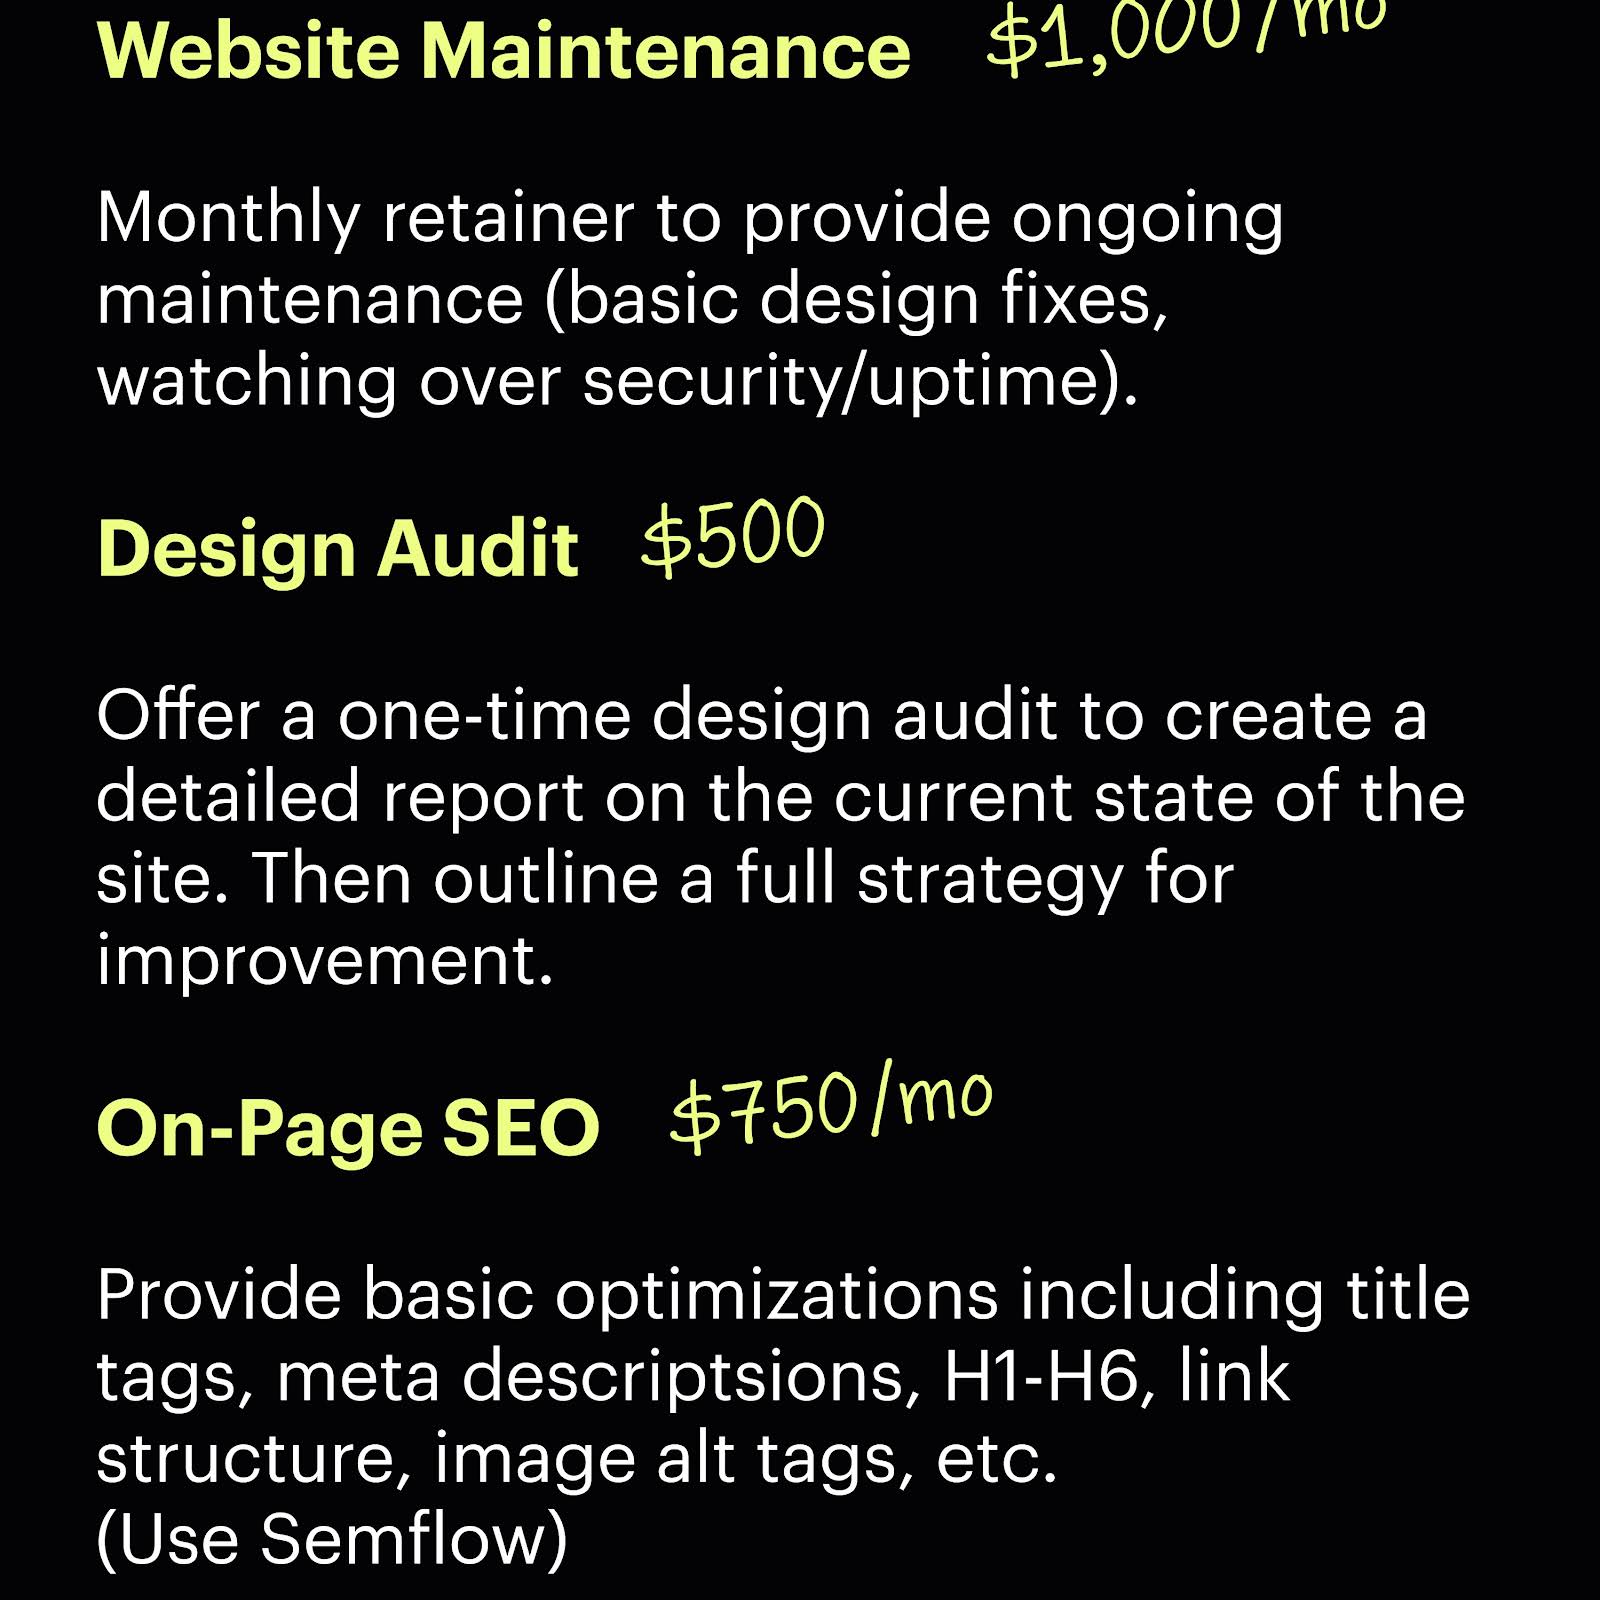 Website Maintenance $1,000/mo
Monthly retainer to provide ongoing
maintenance (basic design fixes,
watching over security/uptime).
Design Audit $500
Offer a one-time design audit to create a
detailed report on the current state of the
site. Then outline a full strategy for
improvement.
On-Page SEO $750/mo
Provide basic optimizations including title
tags, meta descriptsions, H1-H6, link
structure, image alt tags, etc.
(Use Semflow)